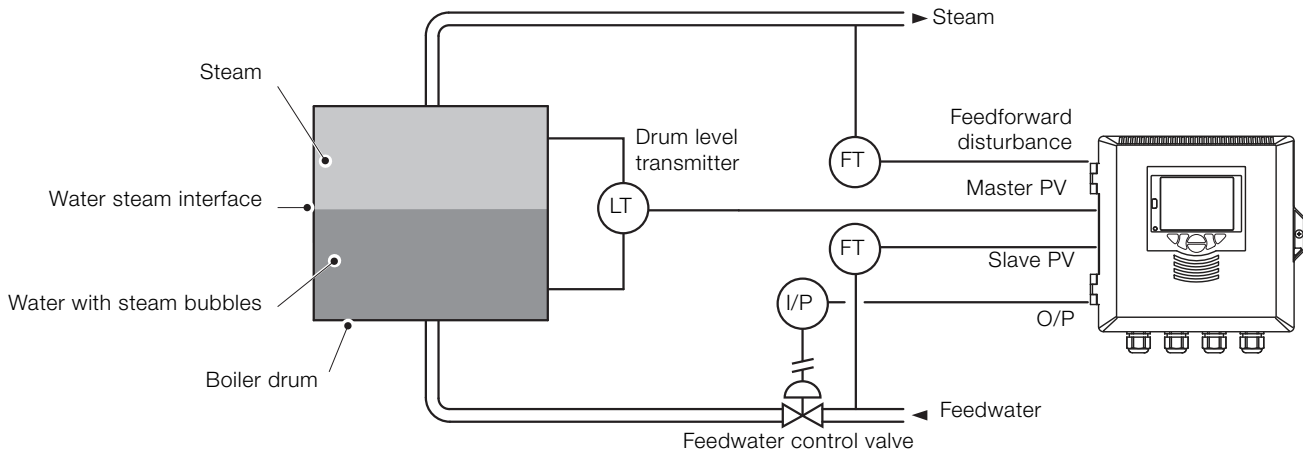 Steam
Steam
Feedforward
disturbance
Drum level
transmitter
FT
Master PV
Water steam interface
LT
FT
Slave PV
Water with steam bubbles
I/P
O/P
Boiler drum
Feedwater
Feedwater control valve